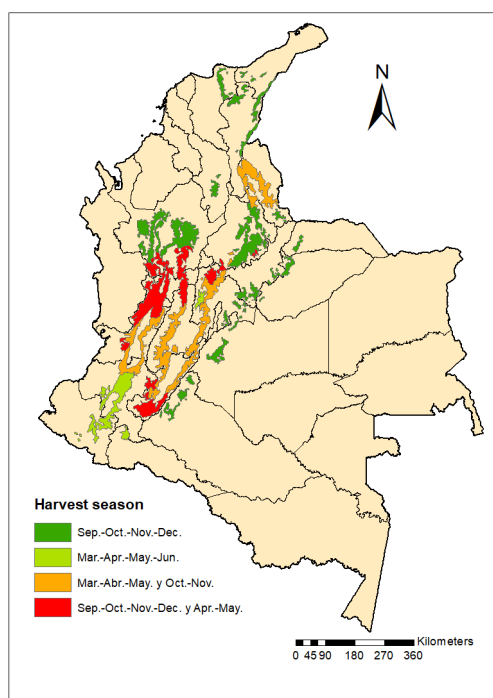 N
Harvest season
Sep.-Oct.-Nov.-Dec.
Mar.-Apr.-May.-Jun.
Mar.-Abr.-May. y Oct.-Nov.
Sep.-Oct.-Nov.-Dec. y Apr.-May.
Kilometers
0 45 90 180 270 360